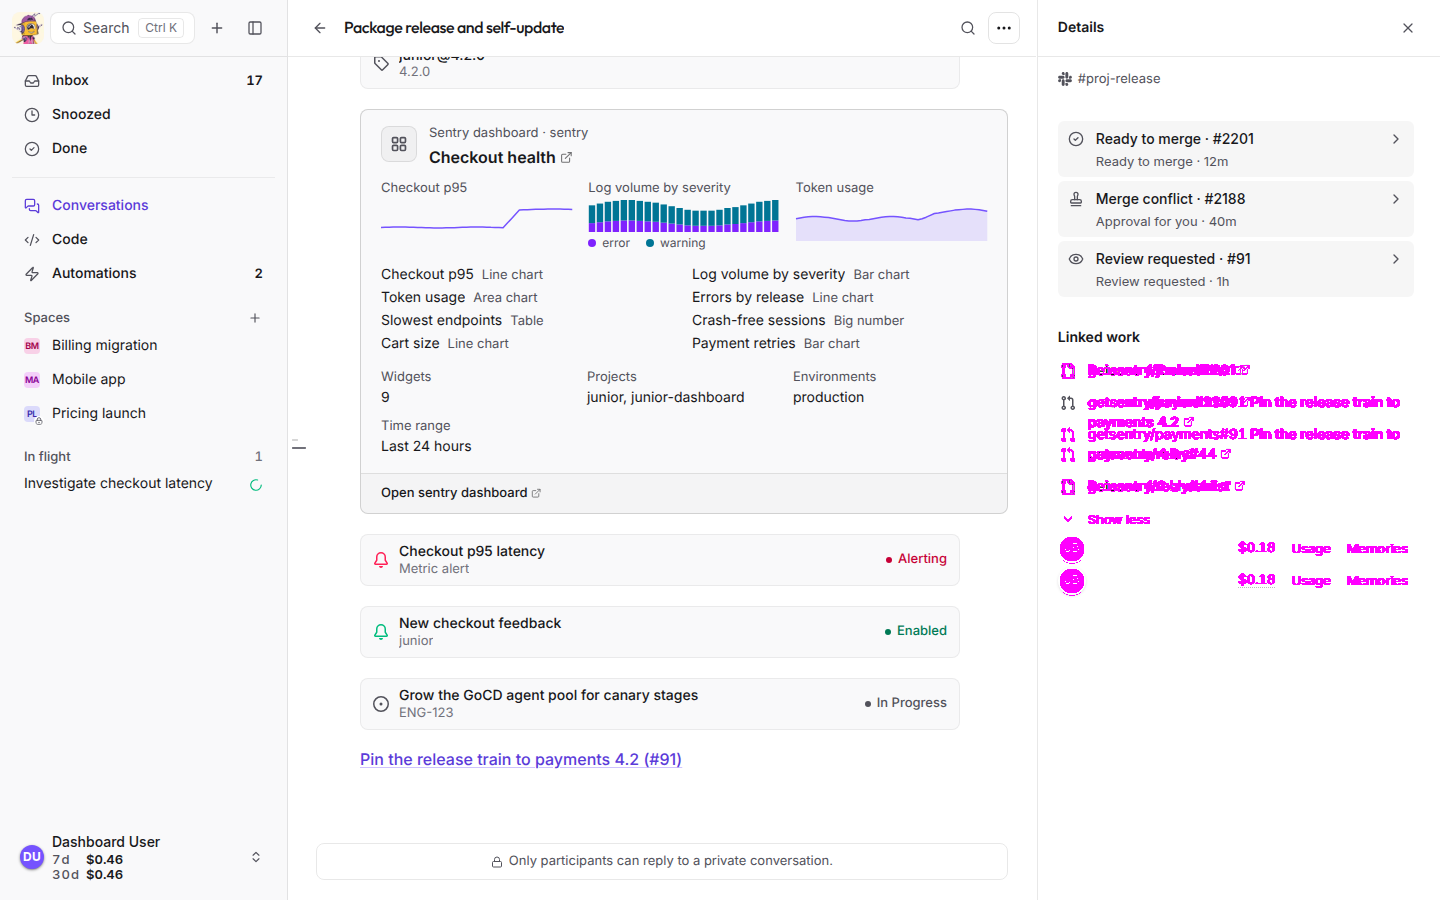 Search Ctrl K
Inbox 17
Snoozed
Done
Conversations
Code
Automations 2
Spaces
BM Billing migration
MA Mobile app
PL Pricing launch
In flight 1
Investigate checkout latency
DU Dashboard User
7d $0.46
30d $0.46
Package release and self-update
4.2.0
Sentry dashboard · sentry
Checkout health
Checkout p95
Log volume by severity
error warning
Token usage
Checkout p95 Line chart
Log volume by severity Bar chart
Token usage Area chart
Errors by release Line chart
Slowest endpoints Table
Crash-free sessions Big number
Cart size Line chart
Payment retries Bar chart
Widgets
9
Projects
junior, junior-dashboard
Environments
production
Time range
Last 24 hours
Open sentry dashboard
Checkout p95 latency
Metric alert
Alerting
New checkout feedback
junior
Enabled
Grow the GoCD agent pool for canary stages
ENG-123
In Progress
Pin the release train to payments 4.2 (#91)
Only participants can reply to a private conversation.
Details
#proj-release
Ready to merge · #2201
Ready to merge · 12m
Merge conflict · #2188
Approval for you · 40m
Review requested · #91
Review requested · 1h
Linked work
Pin the release train to
payments 4.2
getsentry/payments#91 Pin the release train to
Show less
$0.18 Usage Memories
$0.18 Usage Memories